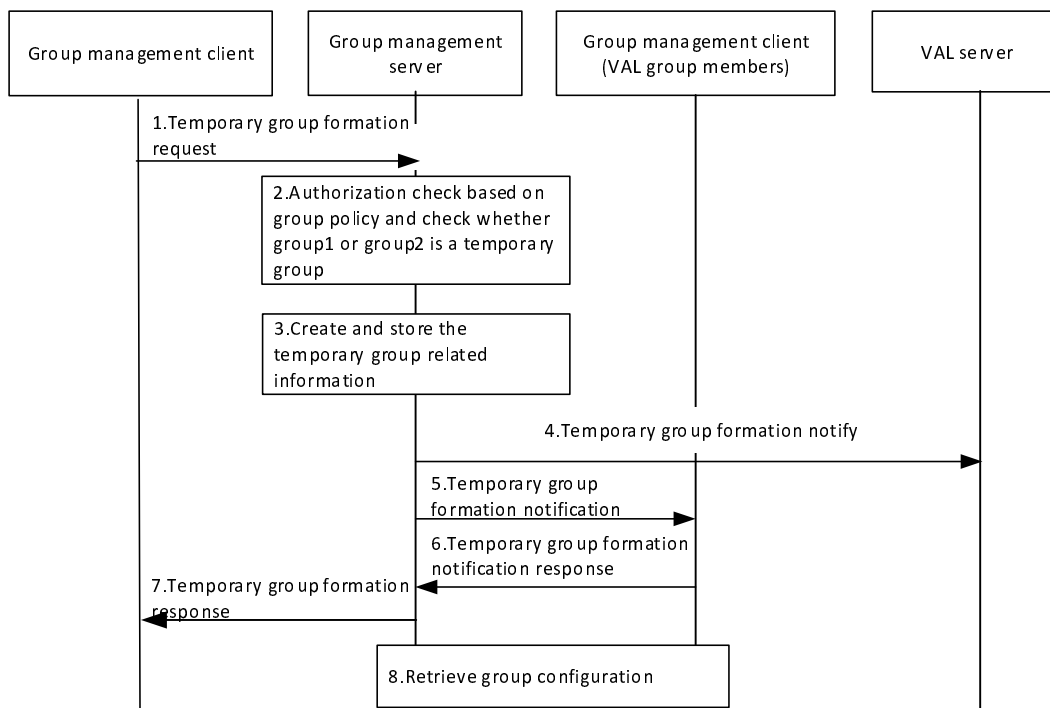 Group management client
Group management
server
Group management client
(VAL group members)
VAL server
1.Temporary group formation
request
2.Authorization check based on
group policy and check whether
group1 or group2 is a temporary
group
3.Create and store the
temporary group related
information
4.Temporary group formation notify
5.Temporary group
formation notification
6.Temporary group formation
notification response
7.Temporary group formation
response
8.Retrieve group configuration